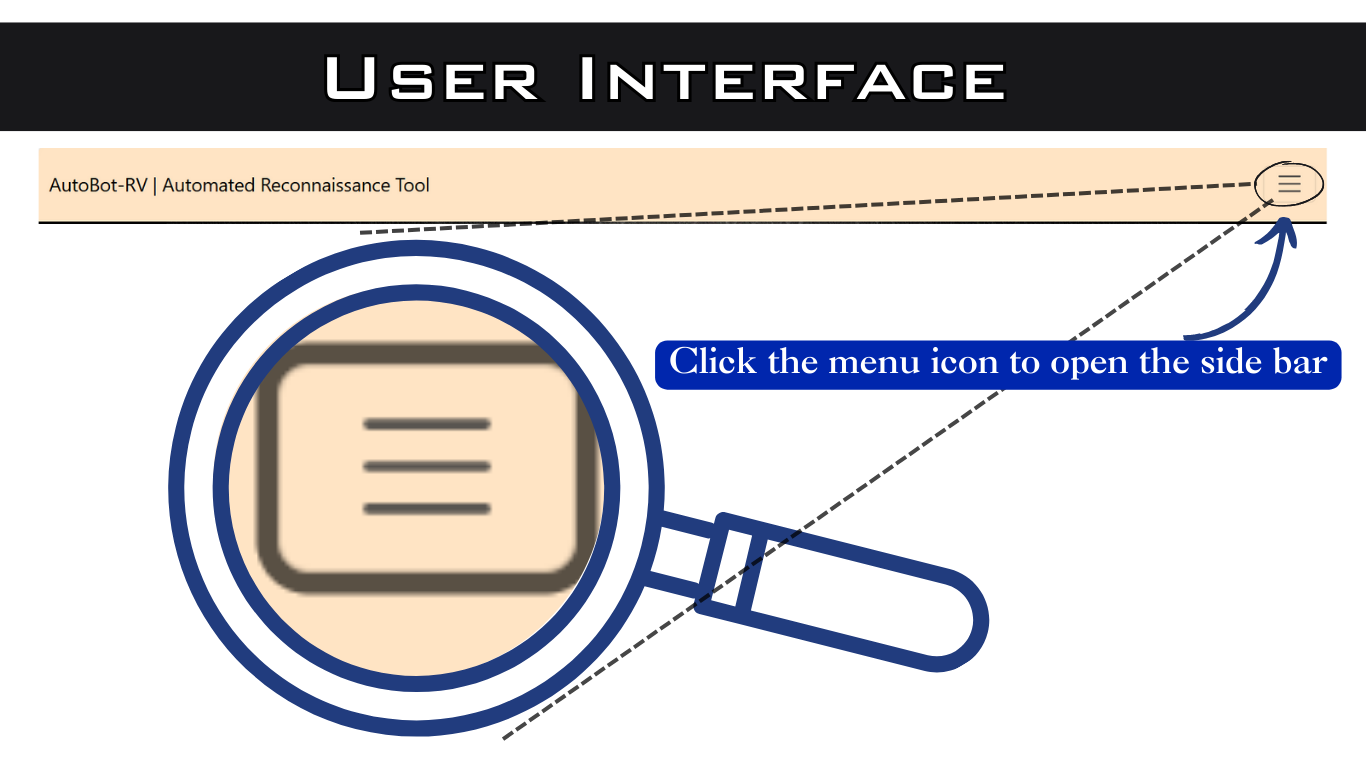 User Interface
AutoBot-RV | Automated Reconnaissance Tool
Click the menu icon to open the side bar